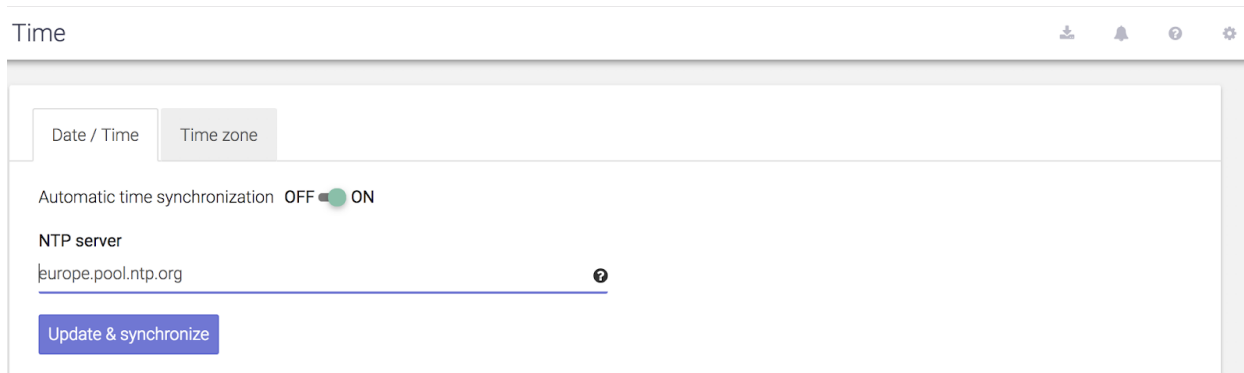 Time
Date / Time Time zone
Automatic time synchronization OFF ON
NTP server
europe.pool.ntp.org
Update & synchronize